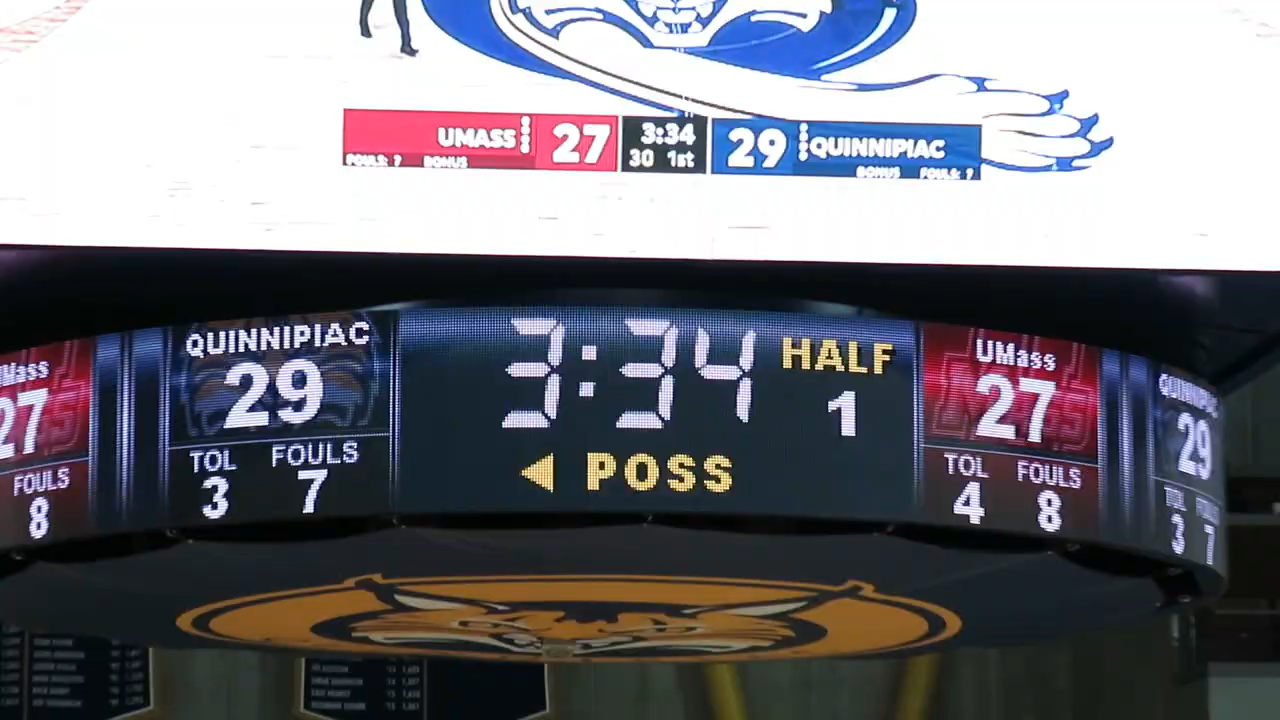 UMASS 27 3:34 29 QUINNIPIAC
FOULS: 7 BONUS 30 1st BONUS FOULS: 7
UMass
27
FOULS
8
QUINNIPIAC
29
TOL FOULS
3 7
3:34 HALF
1
POSS
UMass
27
TOL FOULS
4 8
QUINNIPIAC
29
TOL FOULS
3 7